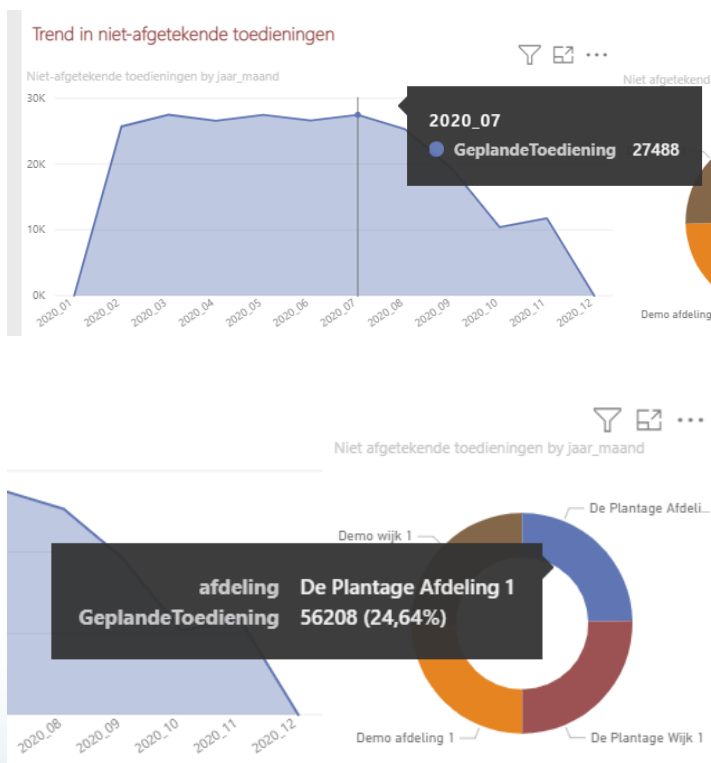 Trend in niet-afgetekende toedieningen
Niet-afgetekende toedieningen by jaar_maand
Niet afgetekend
30K
20K
10K
0K
2020_07
GeplandeToediening 27488
2020_01 2020_02 2020_03 2020_04 2020_05 2020_06 2020_07 2020_08 2020_09 2020_10 2020_11 2020_12
Demo afdeling
Niet afgetekende toedieningen by jaar_maand
De Plantage Afdeli...
Demo wijk 1
afdeling De Plantage Afdeling 1
GeplandeToediening 56208 (24,64%)
Demo afdeling 1
De Plantage Wijk 1
2020_08 2020_09 2020_10 2020_11 2020_12